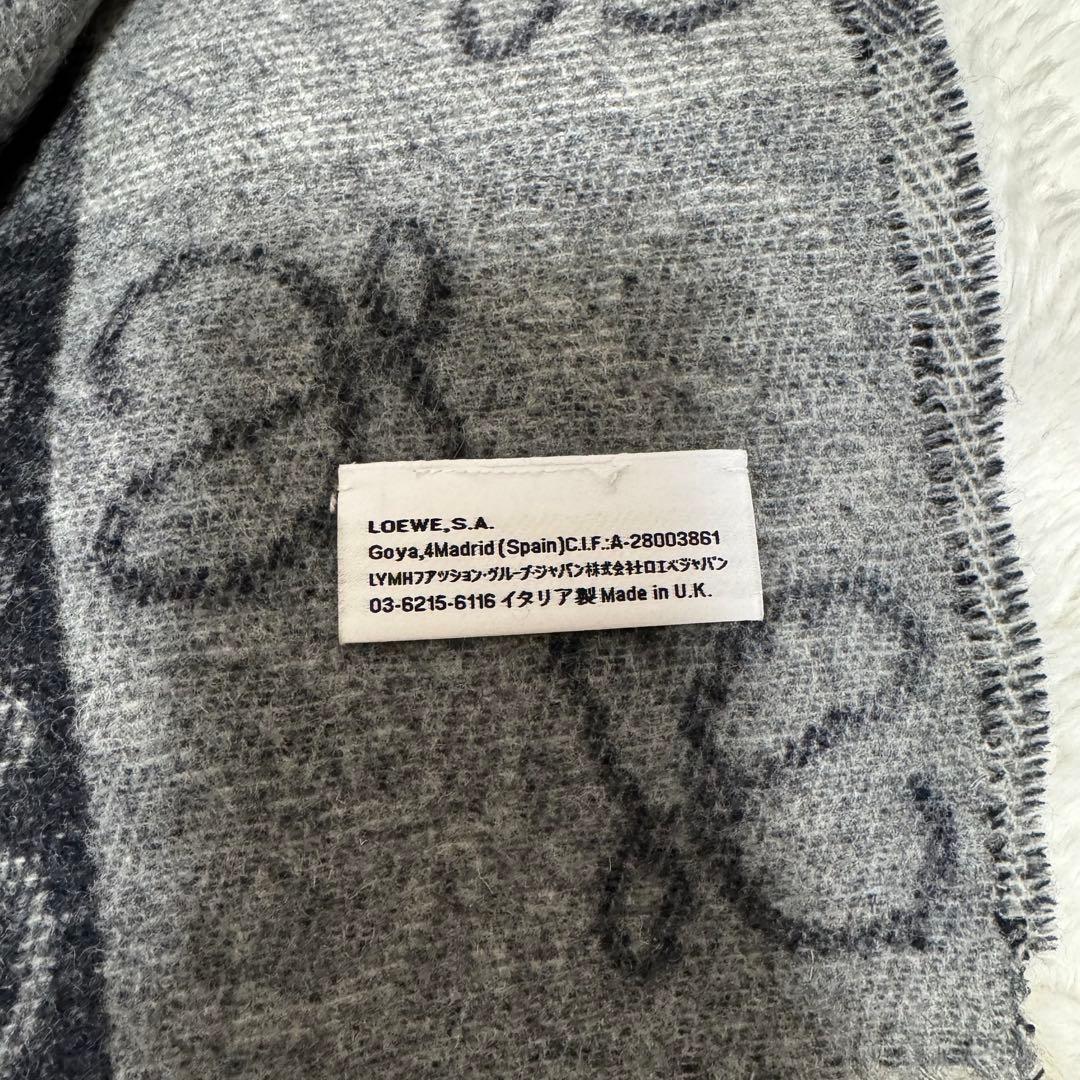 LOEWE,S.A.
Goya,4Madrid (Spain)C.I.F.:A-28003861
LYMHフアッション・グループ・ジャパン株式会社ロエベジャパン
03-6215-6116 イタリア製 Made in U.K.